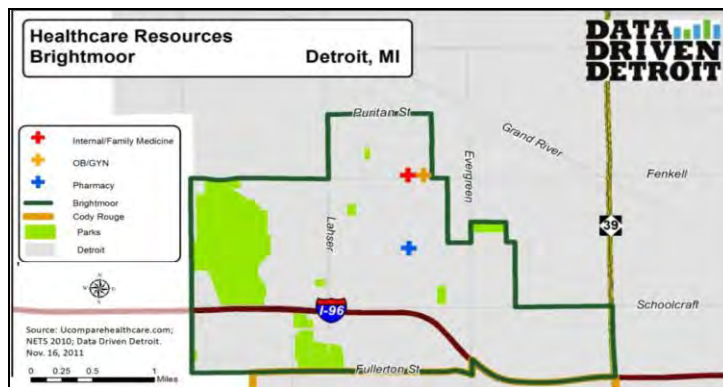 Healthcare Resources
Brightmoor Detroit, MI
DATA
DRIVEN
DETROIT
Internal/Family Medicine
OB/GYN
Pharmacy
Brightmoor
Cody Rouge
Parks
Detroit
Puritan St
Grand River
Evergreen
Fenkell
Lahser
39
Schoolcraft
I-96
Fullerton St
Source: Ucomparehealthcare.com;
NETS 2010; Data Driven Detroit.
Nov. 16, 2011
0 0.25 0.5 1
Miles